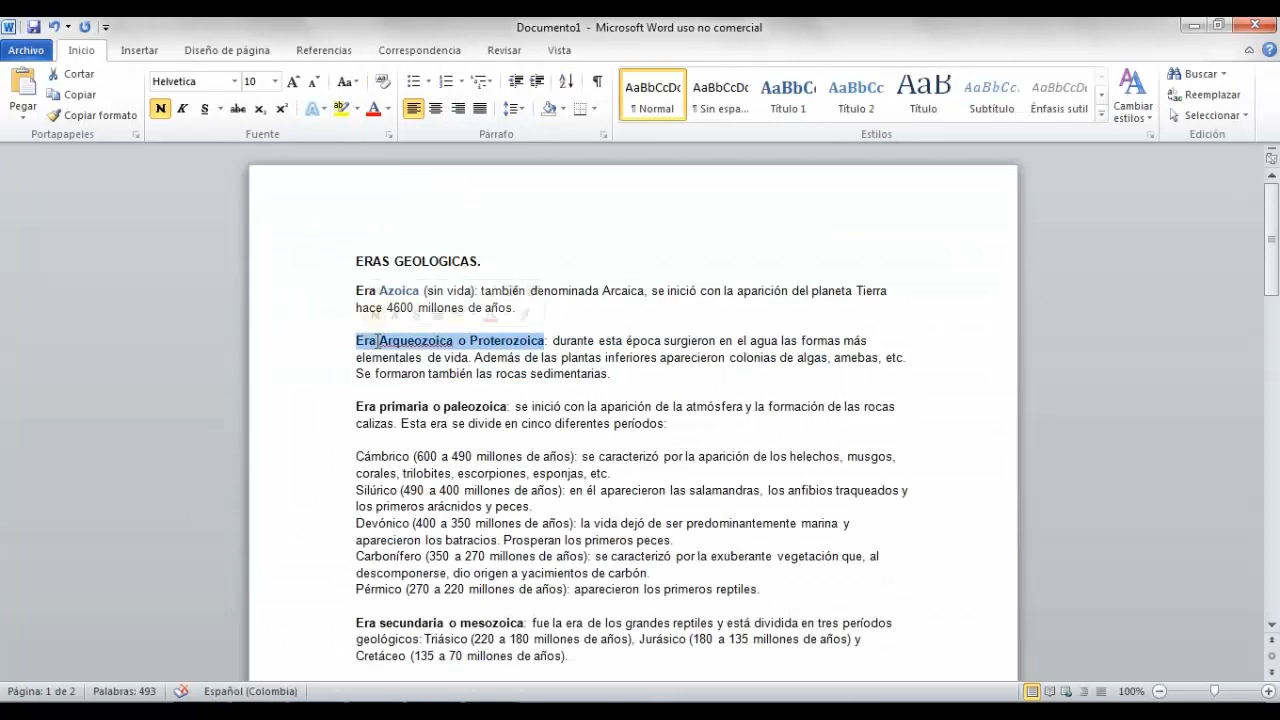 Documento1 - Microsoft Word uso no comercial
Archivo Inicio Insertar Diseño de página Referencias Correspondencia Revisar Vista
Pegar
Cortar
Copiar
Copiar formato
Portapapeles
Helvetica 10
Fuente
Párrafo
AaBbCcDc AaBbCcDc AaBbC AaBbCc AaB AaBbCc. AaBbCcDc
¶ Normal ¶ Sin espa... Título 1 Título 2 Título Subtítulo Énfasis sutil
Estilos
Cambiar
estilos
Buscar
Reemplazar
Seleccionar
Edición
ERAS GEOLOGICAS.
Era Azoica (sin vida): también denominada Arcaica, se inició con la aparición del planeta Tierra
hace 4600 millones de años.
Era Arqueozoica o Proterozoica: durante esta época surgieron en el agua las formas más
elementales de vida. Además de las plantas inferiores aparecieron colonias de algas, amebas, etc.
Se formaron también las rocas sedimentarias.
Era primaria o paleozoica: se inició con la aparición de la atmósfera y la formación de las rocas
calizas. Esta era se divide en cinco diferentes períodos:
Cámbrico (600 a 490 millones de años): se caracterizó por la aparición de los helechos, musgos,
corales, trilobites, escorpiones, esponjas, etc.
Silúrico (490 a 400 millones de años): en él aparecieron las salamandras, los anfibios traqueados y
los primeros arácnidos y peces.
Devónico (400 a 350 millones de años): la vida dejó de ser predominantemente marina y
aparecieron los batracios. Prosperan los primeros peces.
Carbonífero (350 a 270 millones de años): se caracterizó por la exuberante vegetación que, al
descomponerse, dio origen a yacimientos de carbón.
Pérmico (270 a 220 millones de años): aparecieron los primeros reptiles.
Era secundaria o mesozoica: fue la era de los grandes reptiles y está dividida en tres períodos
geológicos: Triásico (220 a 180 millones de años), Jurásico (180 a 135 millones de años) y
Cretáceo (135 a 70 millones de años).
Página: 1 de 2 Palabras: 493 Español (Colombia) 100%